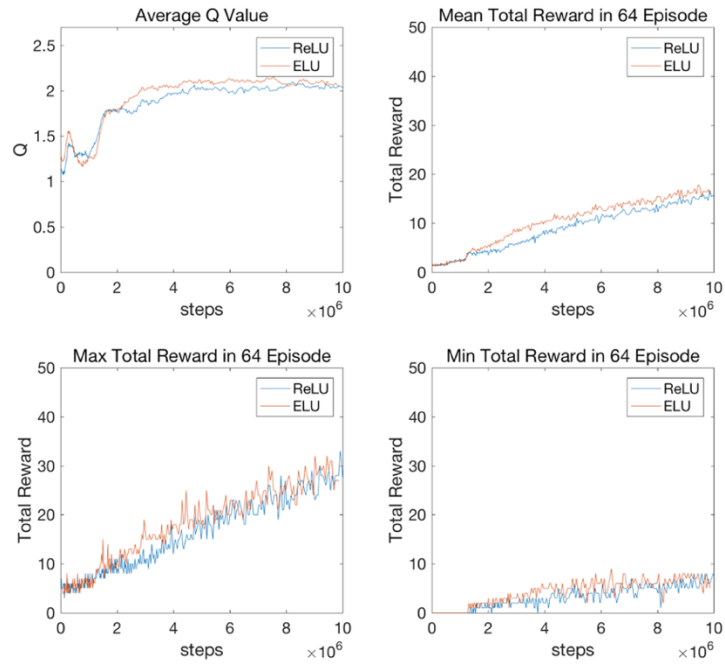 Average Q Value
2.5
2
1.5
1
0.5
0
Q
ReLU
ELU
0 2 4 6 8 10
steps
×10^6
Mean Total Reward in 64 Episode
50
40
30
20
10
0
Total Reward
ReLU
ELU
0 2 4 6 8 10
steps
×10^6
Max Total Reward in 64 Episode
50
40
30
20
10
0
Total Reward
ReLU
ELU
0 2 4 6 8 10
steps
×10^6
Min Total Reward in 64 Episode
50
40
30
20
10
0
Total Reward
ReLU
ELU
0 2 4 6 8 10
steps
×10^6